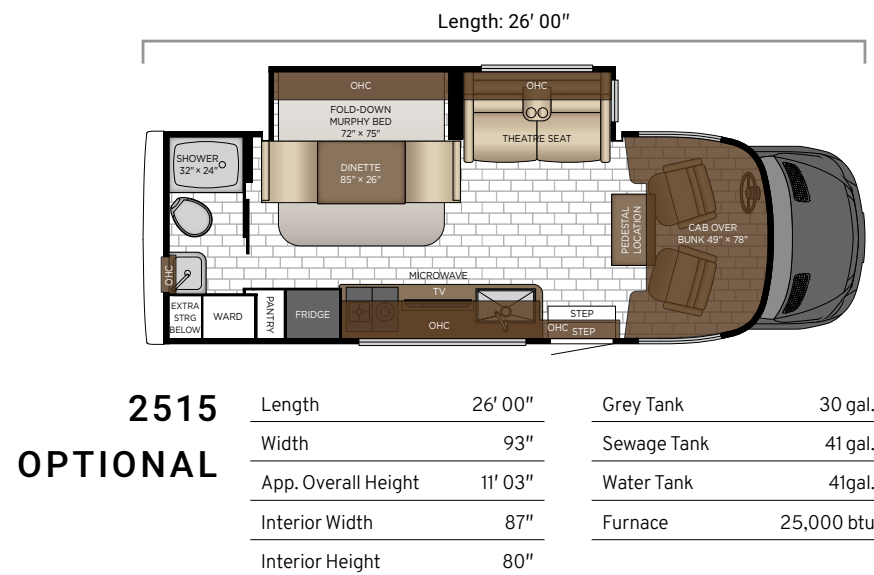 Length: 26' 00"
OHC
OHC
FOLD-DOWN
MURPHY BED
72" × 75"
THEATRE SEAT
SHOWER
32" × 24"
DINETTE
85" × 26"
PEDESTAL
LOCATION
CAB OVER
BUNK 49" × 78"
OHC
MICROWAVE
TV
EXTRA
STRG
BELOW
WARD
PANTRY
FRIDGE
OHC
STEP
OHC
STEP
2515
OPTIONAL
Length 26' 00"
Width 93"
App. Overall Height 11' 03"
Interior Width 87"
Interior Height 80"
Grey Tank 30 gal.
Sewage Tank 41 gal.
Water Tank 41gal.
Furnace 25,000 btu